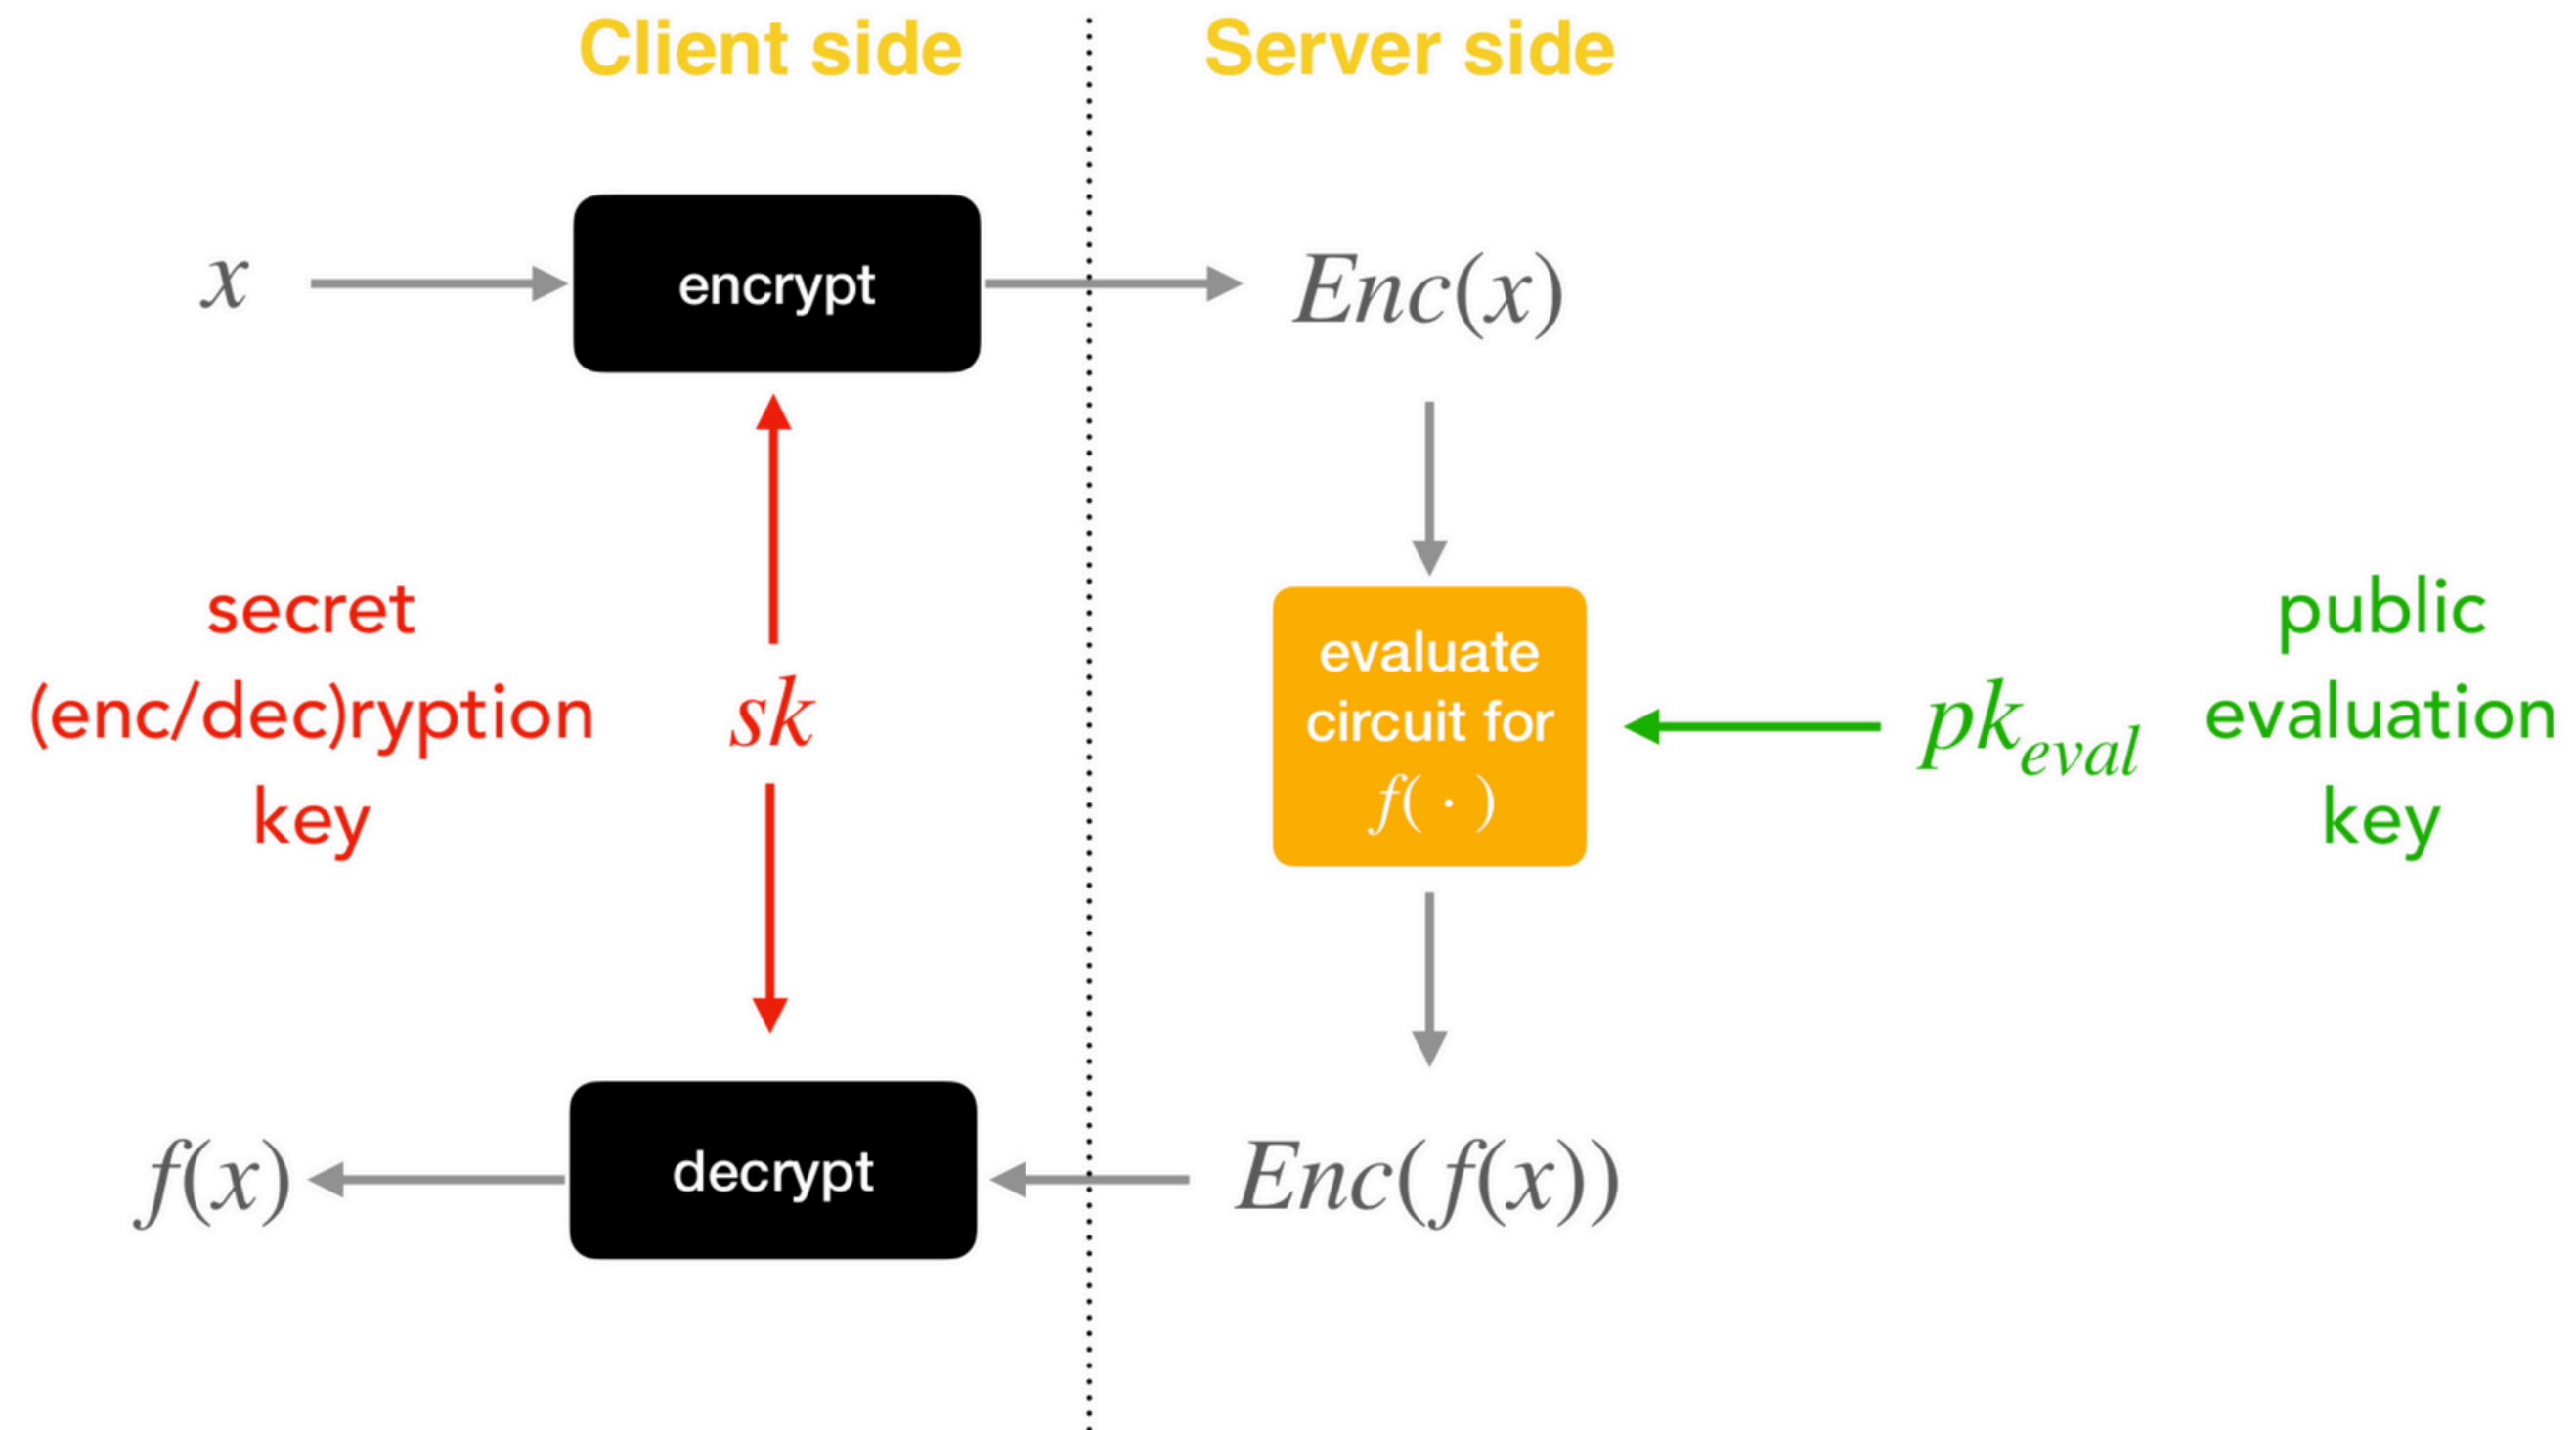 Client side
Server side
x
encrypt
Enc(x)
secret
(enc/dec)ryption
key
sk
evaluate
circuit for
f( · )
pk_eval
public
evaluation
key
f(x)
decrypt
Enc(f(x))